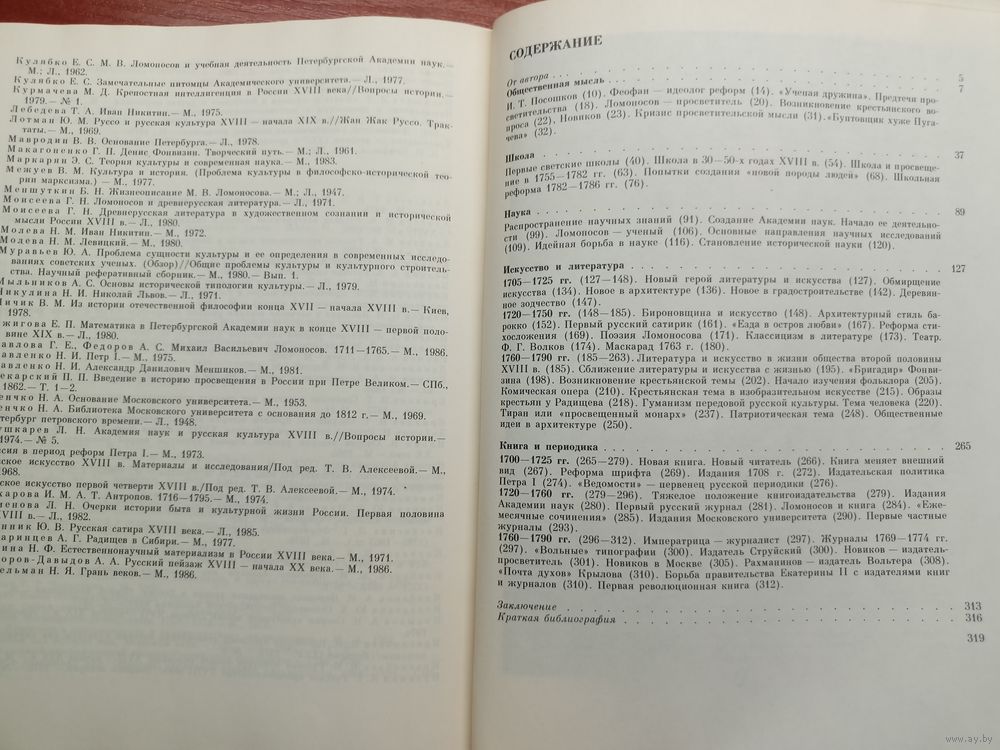 Кулябко Е. С. М. В. Ломоносов и учебная деятельность Петербургской Академии наук.—
М.; Л., 1962.
Кулябко Е. С. Замечательные питомцы Академического университета.— Л., 1977.
Курмачева М. Д. Крепостная интеллигенция в России XVIII века//Вопросы истории.—
1979.— № 1.
Лебедева Т. А. Иван Никитин.— М., 1975.
Лотман Ю. М. Руссо и русская культура XVIII — начала XIX в.//Жан Жак Руссо. Трак-
таты.— М., 1969.
Мавродин В. В. Основание Петербурга.— Л., 1978.
Макагоненко Г. П. Денис Фонвизин. Творческий путь.— М.; Л., 1961.
Маркарян Э. С. Теория культуры и современная наука.— М., 1983.
Межуев В. М. Культура и история. (Проблема культуры в философско-исторической тео-
рии марксизма.) — М., 1977.
Меншуткин Б. Н. Жизнеописание М. В. Ломоносова.— М.; Л., 1947.
Моисеева Г. Н. Ломоносов и древнерусская литература.— Л., 1971.
Моисеева Г. Н. Древнерусская литература в художественном сознании и исторической
мысли России XVIII в.— Л., 1980.
Молева Н. М. Иван Никитин.— М., 1972.
Молева Н. М. Левицкий.— М., 1980.
Муравьев Ю. А. Проблема сущности культуры и ее определения в современных исследо-
ваниях советских ученых. (Обзор)//Общие проблемы культуры и культурного строитель-
ства. Научный реферативный сборник.— М., 1980.— Вып. 1.
Мыльников А. С. Основы исторической типологии культуры.— Л., 1979.
икулина Н. И. Николай Львов.— Л., 1971.
ичик В. М. Из истории отечественной философии конца XVII — начала XVIII в.— Киев,
1978.
жигова Е. П. Математика в Петербургской Академии наук в конце XVIII — первой поло-
вине XIX в.— Л., 1980.
авлова Г. Е., Федоров А. С. Михаил Васильевич Ломоносов. 1711—1765.— М., 1986.
авленко Н. И. Петр I.— М., 1975.
авленко Н. И. Александр Данилович Меншиков.— М., 1981.
екарский П. П. Введение в историю просвещения в России при Петре Великом.— СПб.,
1862.— Т. 1—2.
енчко Н. А. Основание Московского университета.— М., 1953.
енчко Н. А. Библиотека Московского университета с основания до 1812 г.— М., 1969.
тербург петровского времени.— Л., 1948.
ушкарев Л. Н. Академия наук и русская культура XVIII в.//Вопросы истории.—
1974.— № 5.
ссия в период реформ Петра I.— М., 1973.
сское искусство XVIII в. Материалы и исследования/Под ред. Т. В. Алексеевой.— М.,
1968.
сское искусство первой четверти XVIII в./Под ред. Т. В. Алексеевой.— М., 1974.
харова И. М. А. Т. Антропов. 1716—1795.— М., 1974.
менова Л. Н. Очерки истории быта и культурной жизни России. Первая половина
VIII в.— Л., 1982.
нник Ю. В. Русская сатира XVIII века.— Л., 1985.
аринцев А. Г. Радищев в Сибири.— М., 1977.
ина Н. Ф. Естественнонаучный материализм в России XVIII века.— М., 1971.
оров-Давыдов А. А. Русский пейзаж XVIII — начала XX века.— М., 1986.
ельман Н. Я. Грань веков.— М., 1986.
СОДЕРЖАНИЕ
От автора . . . 5
Общественная мысль . . . 7
И. Т. Посошков (10). Феофан — идеолог реформ (14). «Ученая дружина». Предтечи про-
светительства (18). Ломоносов — просветитель (20). Возникновение крестьянского во-
проса (22), Новиков (23). Кризис просветительской мысли (31). «Бунтовщик хуже Пуга-
чева» (32).
Школа . . . 37
Первые светские школы (40). Школа в 30—50-х годах XVIII в. (54). Школа и просвеще-
ние в 1755—1782 гг. (63). Попытки создания «новой породы людей» (68). Школьная
реформа 1782—1786 гг. (76).
Наука . . . 89
Распространение научных знаний (91). Создание Академии наук. Начало ее деятельно-
сти (99). Ломоносов — ученый (106). Основные направления научных исследований
(109). Идейная борьба в науке (116). Становление исторической науки (120).
Искусство и литература . . . 127
1705—1725 гг. (127—148). Новый герой литературы и искусства (127). Обмирщение
искусства (134). Новое в архитектуре (136). Новое в градостроительстве (142). Деревян-
ное зодчество (147).
1720—1750 гг. (148—185). Бироновщина и искусство (148). Архитектурный стиль ба-
рокко (152). Первый русский сатирик (161). «Езда в остров любви» (167). Реформа сти-
хосложения (169). Поэзия Ломоносова (171). Классицизм в литературе (173). Театр.
Ф. Г. Волков (174). Маскарад 1763 г. (180).
1760—1790 гг. (185—263). Литература и искусство в жизни общества второй половины
XVIII в. (185). Сближение литературы и искусства с жизнью (195). «Бригадир» Фонви-
зина (198). Возникновение крестьянской темы (202). Начало изучения фольклора (205).
Комическая опера (210). Крестьянская тема в изобразительном искусстве (215). Образы
крестьян у Радищева (218). Гуманизм передовой русской культуры. Тема человека (220).
Тиран или «просвещенный монарх» (237). Патриотическая тема (248). Общественные
идеи в архитектуре (250).
Книга и периодика . . . 265
1700—1725 гг. (265—279). Новая книга. Новый читатель (266). Книга меняет внешний
вид (267). Реформа шрифта (269). Издания 1708 г. (272). Издательская политика
Петра I (274). «Ведомости» — первенец русской периодики (276).
1720—1760 гг. (279—296). Тяжелое положение книгоиздательства (279). Издания
Академии наук (280). Первый русский журнал (281). Ломоносов и книга (284). «Еже-
месячные сочинения» (285). Издания Московского университета (290). Первые частные
журналы (293).
1760—1790 гг. (296—312). Императрица — журналист (297). Журналы 1769—1774 гг.
(297). «Вольные» типографии (300). Издатель Струйский (300). Новиков — издатель-
просветитель (301). Новиков в Москве (305). Рахманинов — издатель Вольтера (308).
«Почта духов» Крылова (310). Борьба правительства Екатерины II с издателями книг
и журналов (310). Первая революционная книга (312).
Заключение . . . 313
Краткая библиография . . . 316
319
www.ay.by